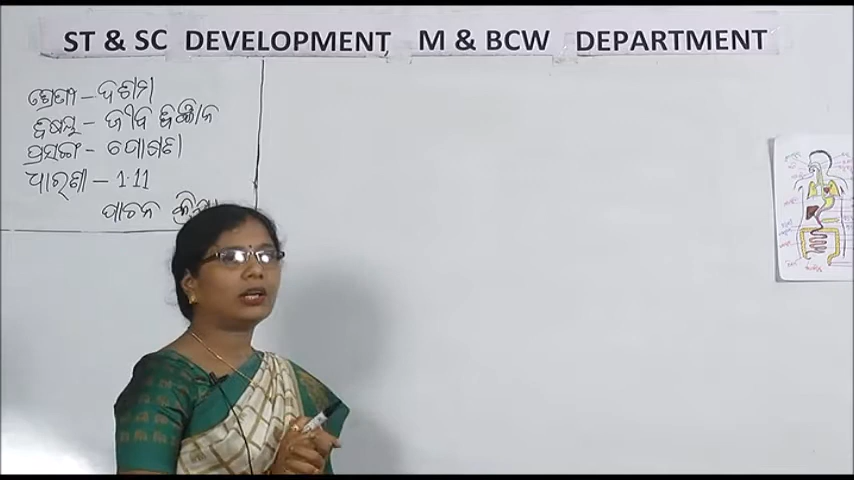 ST & SC DEVELOPMENT, M & BCW DEPARTMENT
ଶ୍ରେଣୀ - ଦଶମ
ବିଷୟ - ଜୀବ ବିଜ୍ଞାନ
ପ୍ରସଙ୍ଗ - ପୋଷଣ
ଧାରଣା - 1.11
ପାଚନ କ୍ରିୟା